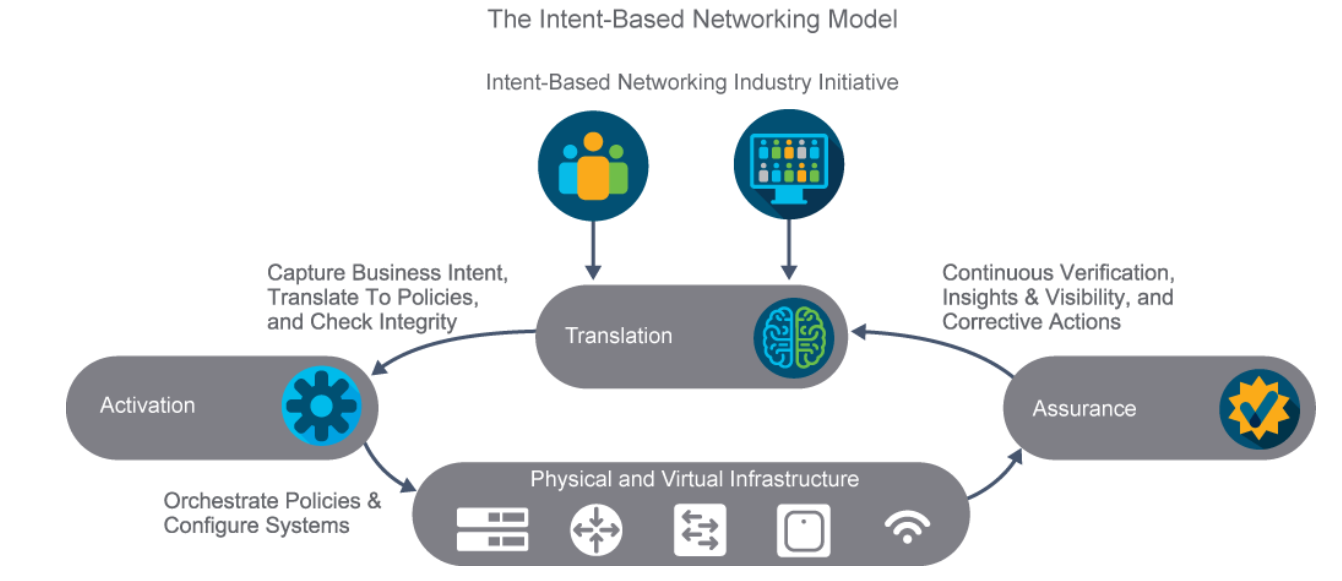 The Intent-Based Networking Model
Intent-Based Networking Industry Initiative
Capture Business Intent,
Translate To Policies,
and Check Integrity
Continuous Verification,
Insights & Visibility, and
Corrective Actions
Translation
Activation
Assurance
Physical and Virtual Infrastructure
Orchestrate Policies &
Configure Systems